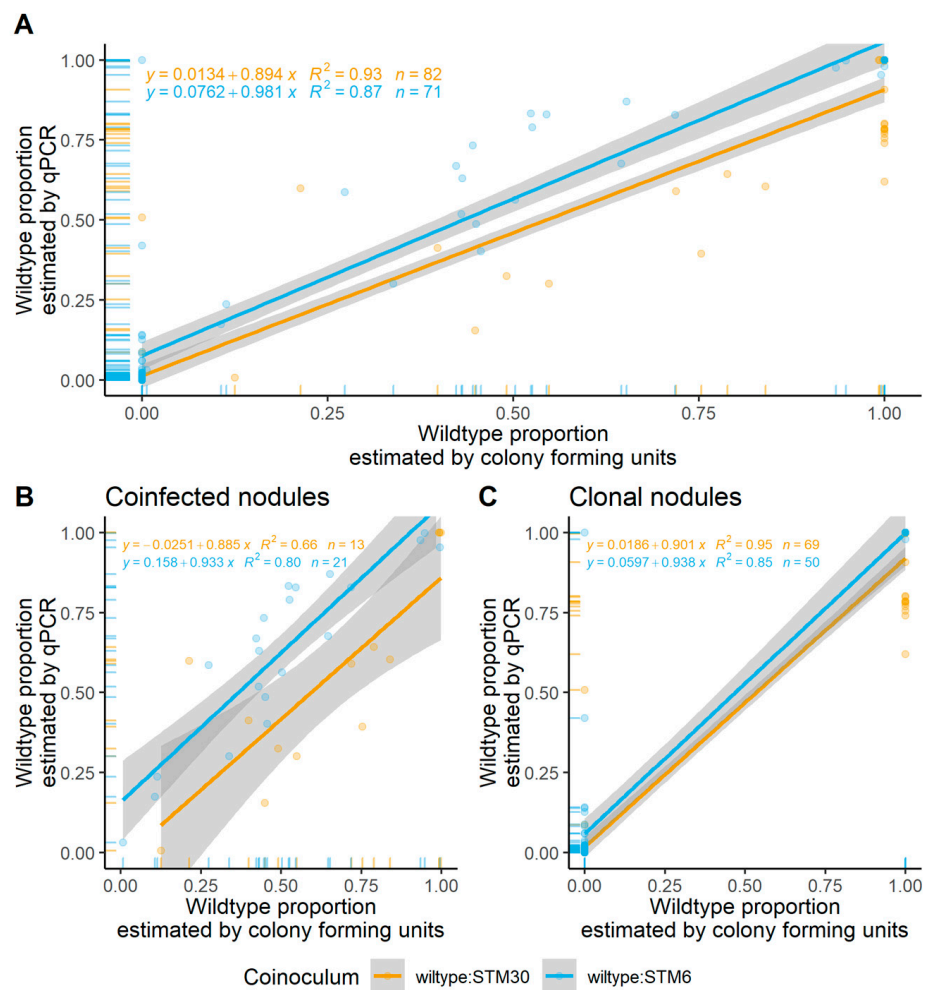 A
y = 0.0134 + 0.894 x R² = 0.93 n = 82
y = 0.0762 + 0.981 x R² = 0.87 n = 71
Wildtype proportion
estimated by qPCR
1.00
0.75
0.50
0.25
0.00
0.00 0.25 0.50 0.75 1.00
Wildtype proportion
estimated by colony forming units
B Coinfected nodules
y = −0.0251 + 0.885 x R² = 0.66 n = 13
y = 0.158 + 0.933 x R² = 0.80 n = 21
Wildtype proportion
estimated by qPCR
1.00
0.75
0.50
0.25
0.00
0.00 0.25 0.50 0.75 1.00
Wildtype proportion
estimated by colony forming units
C Clonal nodules
y = 0.0186 + 0.901 x R² = 0.95 n = 69
y = 0.0597 + 0.938 x R² = 0.85 n = 50
Wildtype proportion
estimated by qPCR
1.00
0.75
0.50
0.25
0.00
0.00 0.25 0.50 0.75 1.00
Wildtype proportion
estimated by colony forming units
Coinoculum wiltype:STM30 wiltype:STM6